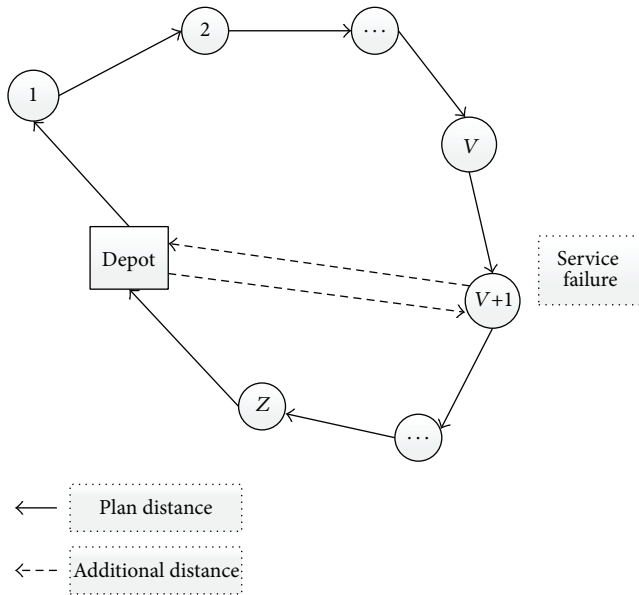 2
...
1
V
Depot
Service
failure
V+1
Z
...
Plan distance
Additional distance